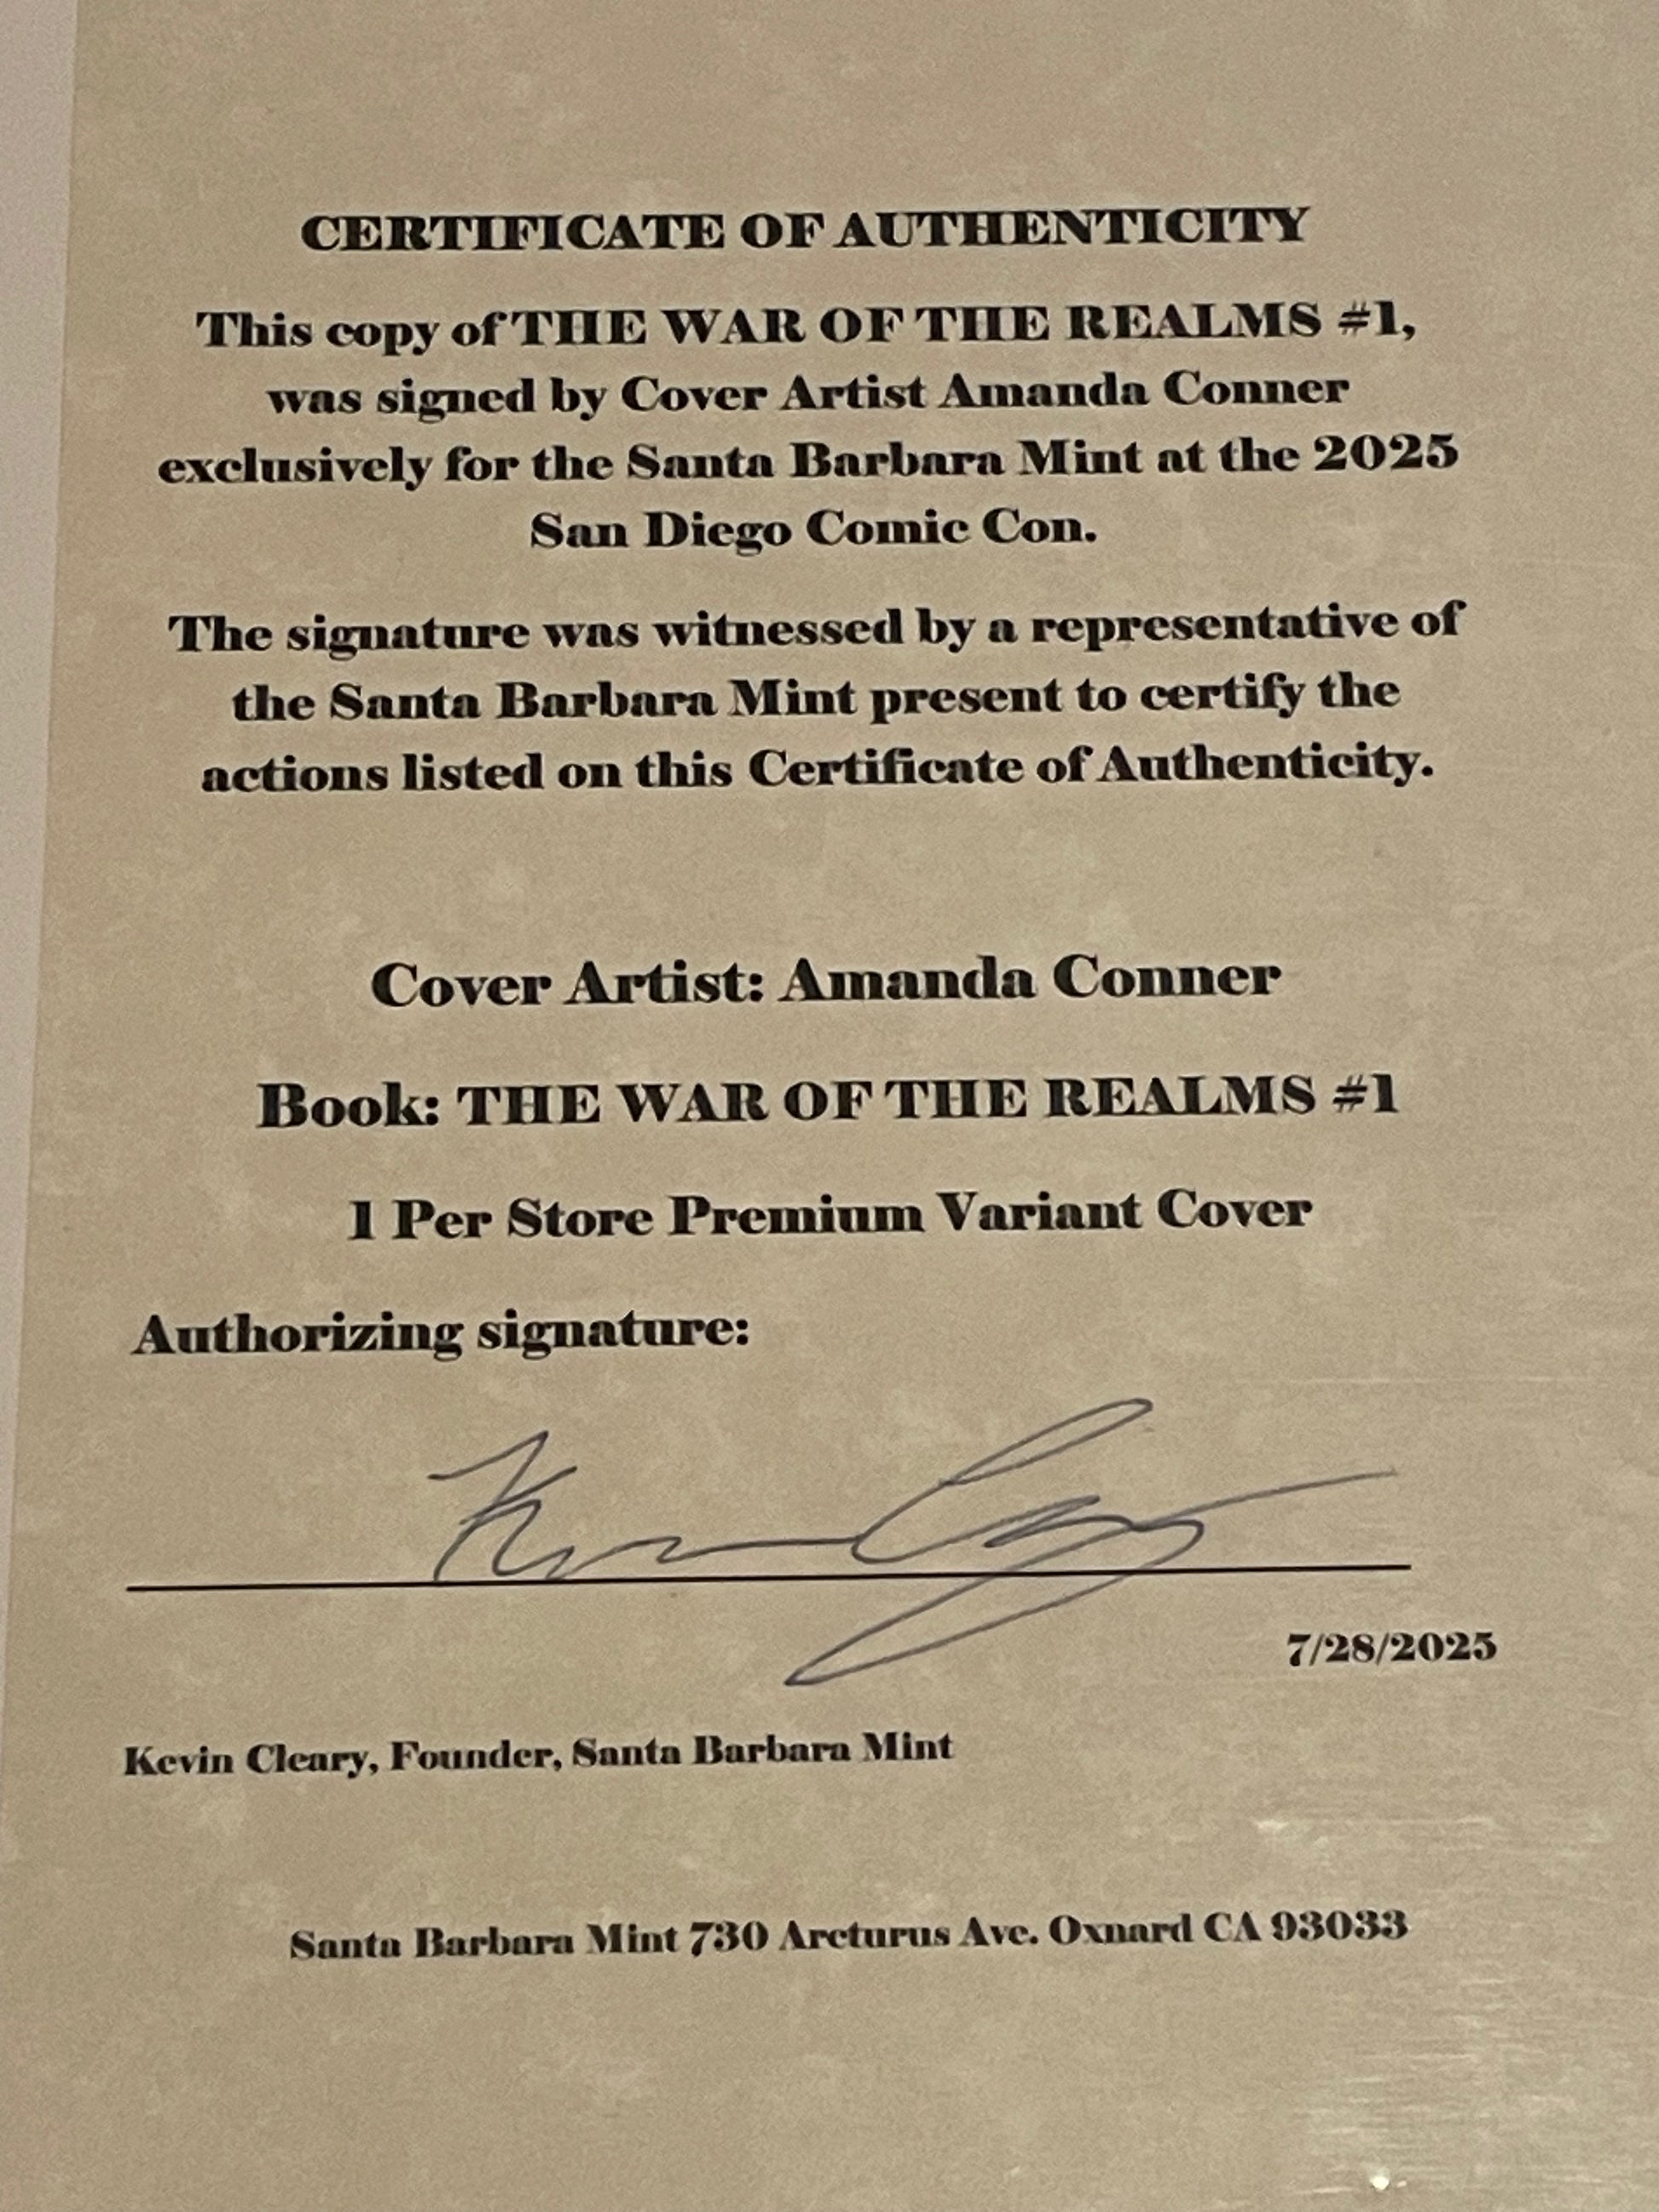 CERTIFICATE OF AUTHENTICITY
This copy of THE WAR OF THE REALMS #1,
was signed by Cover Artist Amanda Conner
exclusively for the Santa Barbara Mint at the 2025
San Diego Comic Con.
The signature was witnessed by a representative of
the Santa Barbara Mint present to certify the
actions listed on this Certificate of Authenticity.
Cover Artist: Amanda Conner
Book: THE WAR OF THE REALMS #1
1 Per Store Premium Variant Cover
Authorizing signature:
7/28/2025
Kevin Cleary, Founder, Santa Barbara Mint
Santa Barbara Mint 730 Arcturus Ave. Oxnard CA 93033